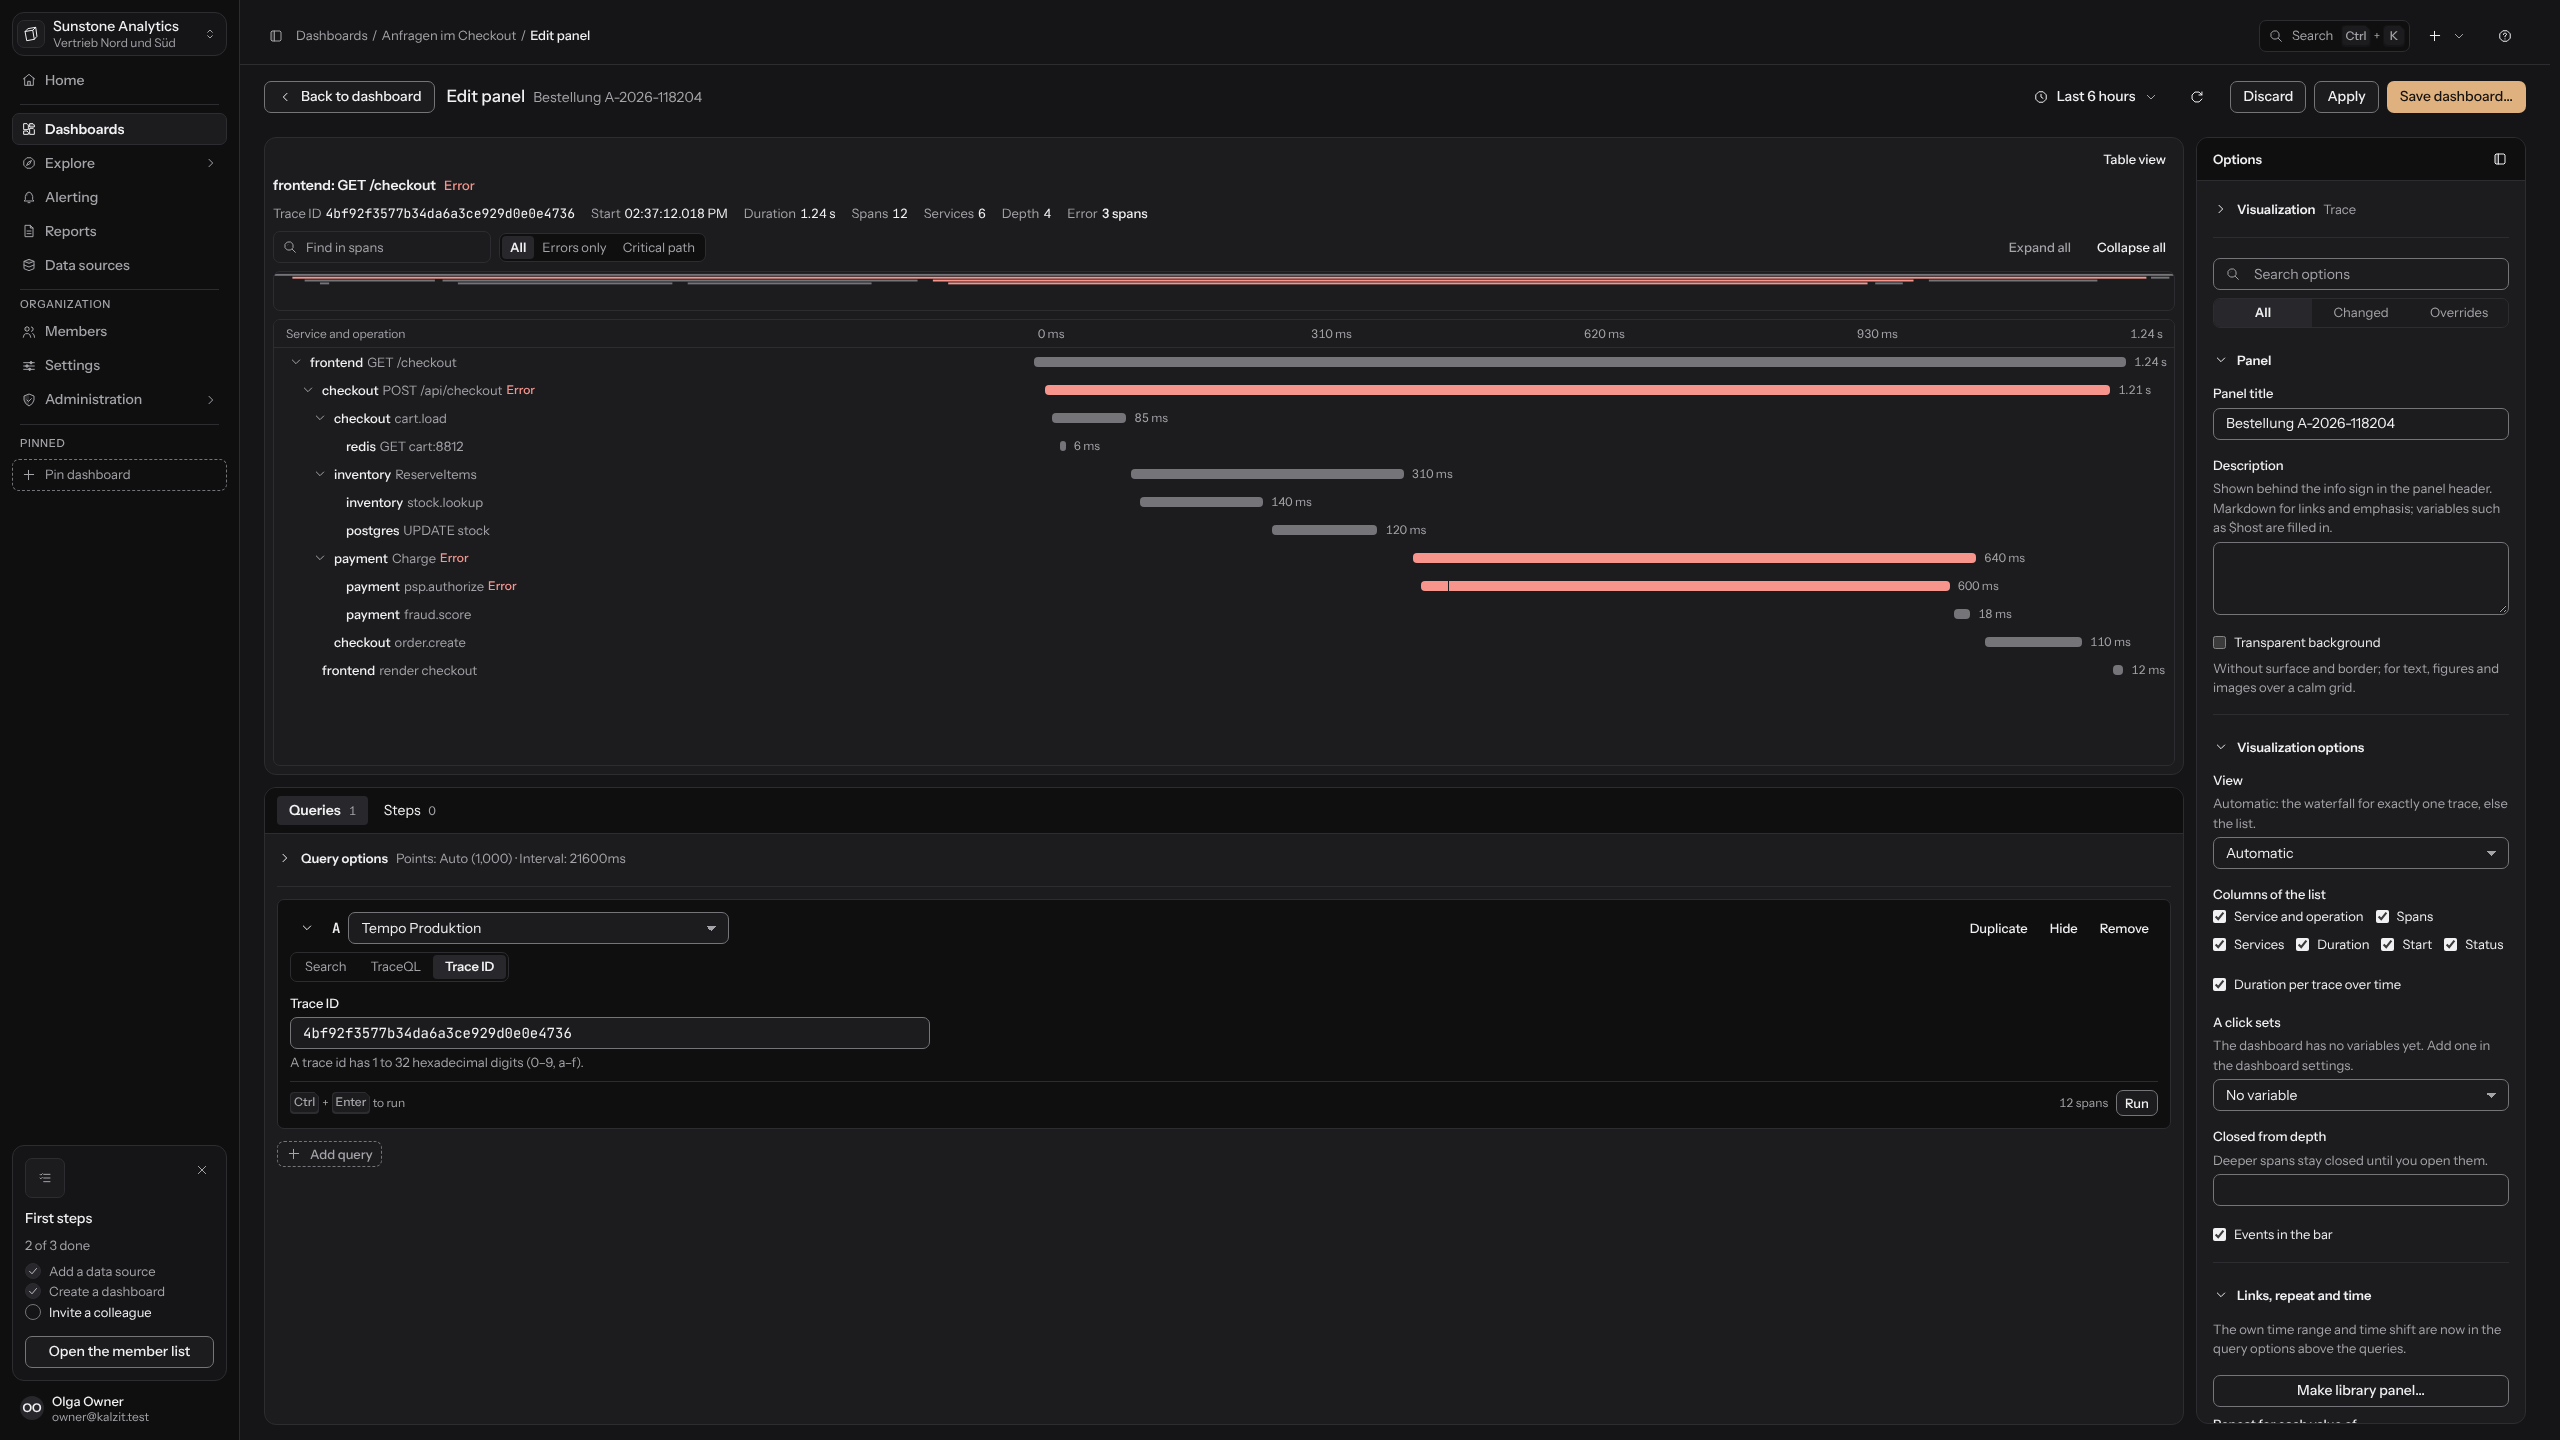 Sunstone Analytics
Vertrieb Nord und Süd
Home
Dashboards
Explore
Alerting
Reports
Data sources
ORGANIZATION
Members
Settings
Administration
PINNED
Pin dashboard
First steps
2 of 3 done
Add a data source
Create a dashboard
Invite a colleague
Open the member list
OO
Olga Owner
owner@kalzit.test
Dashboards / Anfragen im Checkout / Edit panel
Search Ctrl + K
Back to dashboard
Edit panel Bestellung A-2026-118204
Last 6 hours
Discard
Apply
Save dashboard...
Table view
frontend: GET /checkout Error
Trace ID 4bf92f3577b34da6a3ce929d0e0e4736 Start 02:37:12.018 PM Duration 1.24 s Spans 12 Services 6 Depth 4 Error 3 spans
Find in spans
All Errors only Critical path
Expand all Collapse all
Service and operation 0 ms 310 ms 620 ms 930 ms 1.24 s
frontend GET /checkout 1.24 s
checkout POST /api/checkout Error 1.21 s
checkout cart.load 85 ms
redis GET cart:8812 6 ms
inventory ReserveItems 310 ms
inventory stock.lookup 140 ms
postgres UPDATE stock 120 ms
payment Charge Error 640 ms
payment psp.authorize Error 600 ms
payment fraud.score 18 ms
checkout order.create 110 ms
frontend render checkout 12 ms
Queries 1 Steps 0
Query options Points: Auto (1,000) · Interval: 21600ms
A Tempo Produktion
Duplicate Hide Remove
Search TraceQL Trace ID
Trace ID
4bf92f3577b34da6a3ce929d0e0e4736
A trace id has 1 to 32 hexadecimal digits (0–9, a–f).
Ctrl + Enter to run
12 spans Run
Add query
Options
Visualization Trace
Search options
All Changed Overrides
Panel
Panel title
Bestellung A-2026-118204
Description
Shown behind the info sign in the panel header.
Markdown for links and emphasis; variables such
as $host are filled in.
Transparent background
Without surface and border; for text, figures and
images over a calm grid.
Visualization options
View
Automatic: the waterfall for exactly one trace, else
the list.
Automatic
Columns of the list
Service and operation Spans
Services Duration Start Status
Duration per trace over time
A click sets
The dashboard has no variables yet. Add one in
the dashboard settings.
No variable
Closed from depth
Deeper spans stay closed until you open them.
Events in the bar
Links, repeat and time
The own time range and time shift are now in the
query options above the queries.
Make library panel...